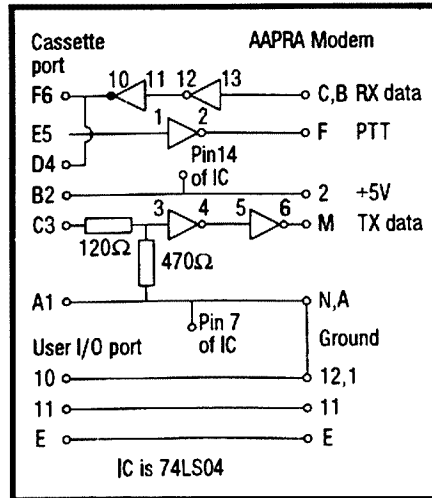 Cassette port
AAPRA Modem
10 11 12 13
F6
C,B RX data
1 2
E5
F PTT
D4
Pin14 of IC
B2
2 +5V
3 4 5 6
C3
M TX data
120Ω
470Ω
A1
N,A
Pin 7 of IC
User I/O port
Ground
10
12,1
11
11
E
E
IC is 74LS04